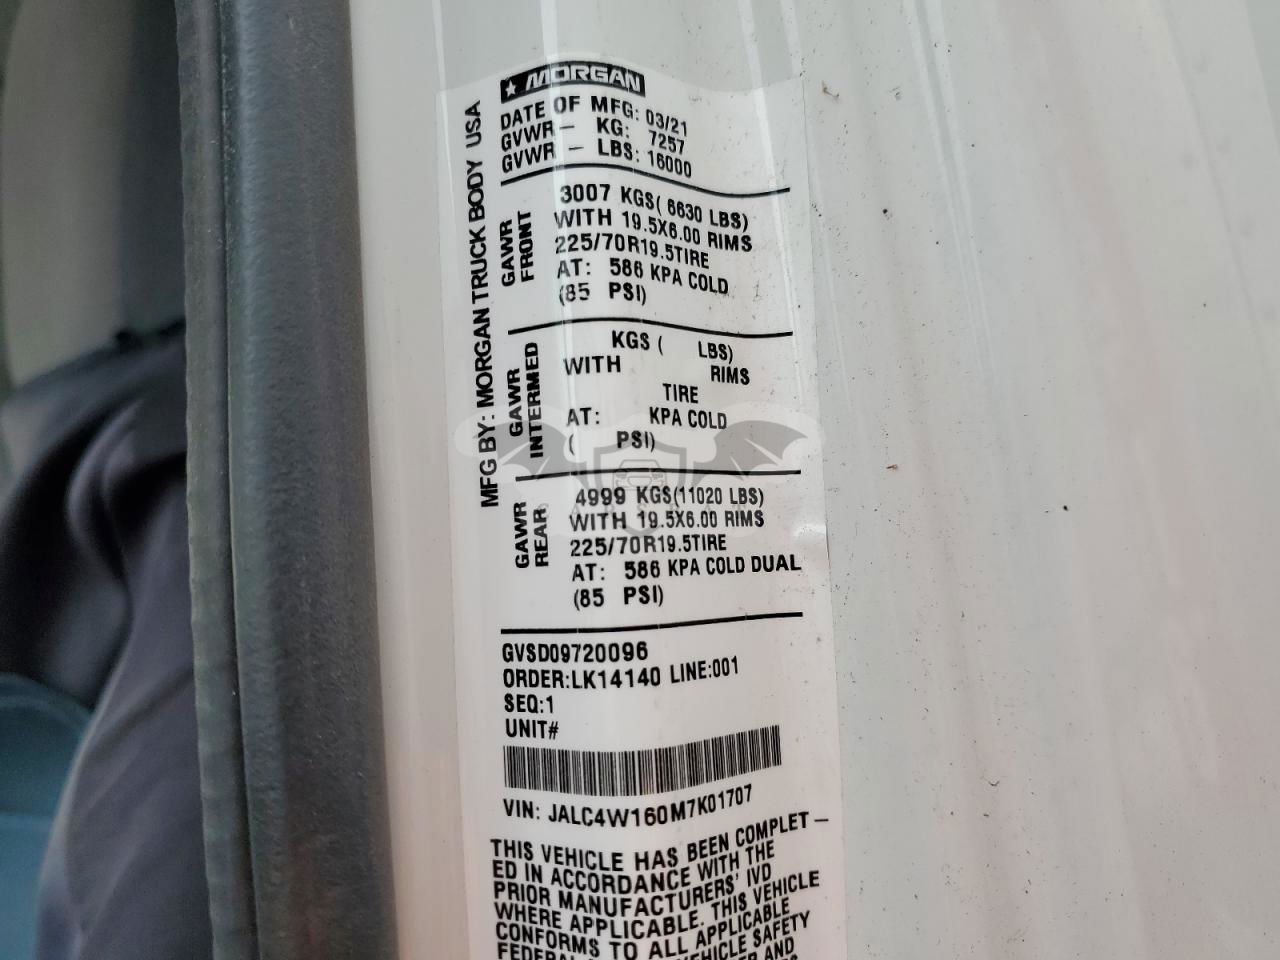 MORGAN
MFG BY: MORGAN TRUCK BODY USA
DATE OF MFG: 03/21
GVWR— KG: 7257
GVWR — LBS: 16000
GAWR FRONT
3007 KGS( 6630 LBS)
WITH 19.5X6.00 RIMS
225/70R19.5TIRE
AT: 586 KPA COLD
(85 PSI)
GAWR INTERMED
KGS ( LBS)
WITH RIMS
TIRE
AT: KPA COLD
( PSI)
GAWR REAR
4999 KGS(11020 LBS)
WITH 19.5X6.00 RIMS
225/70R19.5TIRE
AT: 586 KPA COLD DUAL
(85 PSI)
GVSD09720096
ORDER:LK14140 LINE:001
SEQ:1
UNIT#
VIN: JALC4W160M7K01707
THIS VEHICLE HAS BEEN COMPLET —
ED IN ACCORDANCE WITH THE
PRIOR MANUFACTURERS' IVD
WHERE APPLICABLE. THIS VEHICLE
CONFORMS TO ALL APPLICABLE
FEDERAL VEHICLE SAFETY
AND